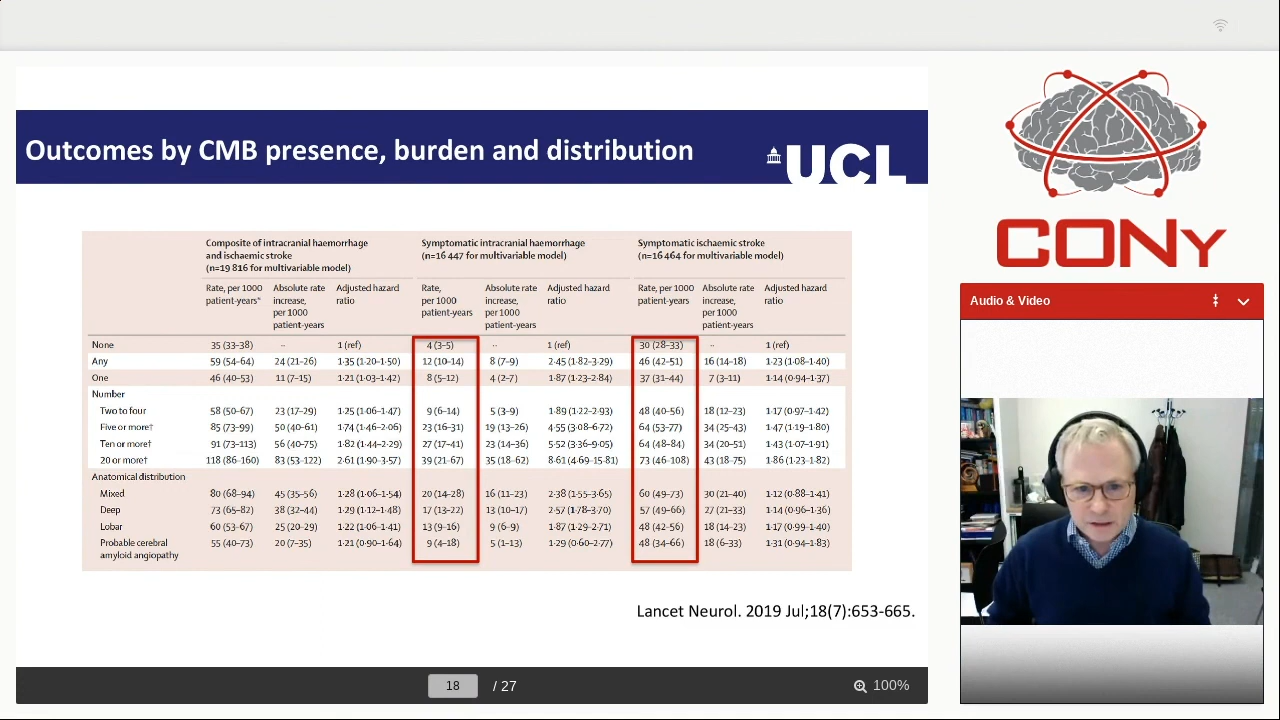 Outcomes by CMB presence, burden and distribution
UCL
Composite of intracranial haemorrhage
and ischaemic stroke
(n=19 816 for multivariable model)
Symptomatic intracranial haemorrhage
(n=16 447 for multivariable model)
Symptomatic ischaemic stroke
(n=16 464 for multivariable model)
Rate, per 1000
patient-years*
Absolute rate
increase,
per 1000
patient-years
Adjusted hazard
ratio
Rate,
per 1000
patient-years
Absolute rate
increase,
per 1000
patient-years
Adjusted hazard
ratio
Rate, per 1000
patient-years
Absolute rate
increase,
per 1000
patient-years
Adjusted hazard
ratio
None 35 (33–38) ·· 1 (ref) 4 (3–5) ·· 1 (ref) 30 (28–33) ·· 1 (ref)
Any 59 (54–64) 24 (21–26) 1·35 (1·20–1·50) 12 (10–14) 8 (7–9) 2·45 (1·82–3·29) 46 (42–51) 16 (14–18) 1·23 (1·08–1·40)
One 46 (40–53) 11 (7–15) 1·21 (1·03–1·42) 8 (5–12) 4 (2–7) 1·87 (1·23–2·84) 37 (31–44) 7 (3–11) 1·14 (0·94–1·37)
Number
Two to four 58 (50–67) 23 (17–29) 1·25 (1·06–1·47) 9 (6–14) 5 (3–9) 1·89 (1·22–2·93) 48 (40–56) 18 (12–23) 1·17 (0·97–1·42)
Five or more† 85 (73–99) 50 (40–61) 1·74 (1·46–2·06) 23 (16–31) 19 (13–26) 4·55 (3·08–6·72) 64 (53–77) 34 (25–43) 1·47 (1·19–1·80)
Ten or more† 91 (73–113) 56 (40–75) 1·82 (1·44–2·29) 27 (17–41) 23 (14–36) 5·52 (3·36–9·05) 64 (48–84) 34 (20–51) 1·43 (1·07–1·91)
20 or more† 118 (86–160) 83 (53–122) 2·61 (1·90–3·57) 39 (21–67) 35 (18–62) 8·61 (4·69–15·81) 73 (46–108) 43 (18–75) 1·86 (1·23–1·82)
Anatomical distribution
Mixed 80 (68–94) 45 (35–56) 1·28 (1·06–1·54) 20 (14–28) 16 (11–23) 2·38 (1·55–3·65) 60 (49–73) 30 (21–40) 1·12 (0·88–1·41)
Deep 73 (65–82) 38 (32–44) 1·29 (1·12–1·48) 17 (13–22) 13 (10–17) 2·57 (1·78–3·70) 57 (49–66) 27 (21–33) 1·14 (0·96–1·36)
Lobar 60 (53–67) 25 (20–29) 1·22 (1·06–1·41) 13 (9–16) 9 (6–9) 1·87 (1·29–2·71) 48 (42–56) 18 (14–23) 1·17 (0·99–1·40)
Probable cerebral 55 (40–73) 20 (7–35) 1·21 (0·90–1·64) 9 (4–18) 5 (1–13) 1·29 (0·60–2·77) 48 (34–66) 18 (6–33) 1·31 (0·94–1·83)
amyloid angiopathy
Lancet Neurol. 2019 Jul;18(7):653-665.
18 / 27
100%
CONy
Audio & Video